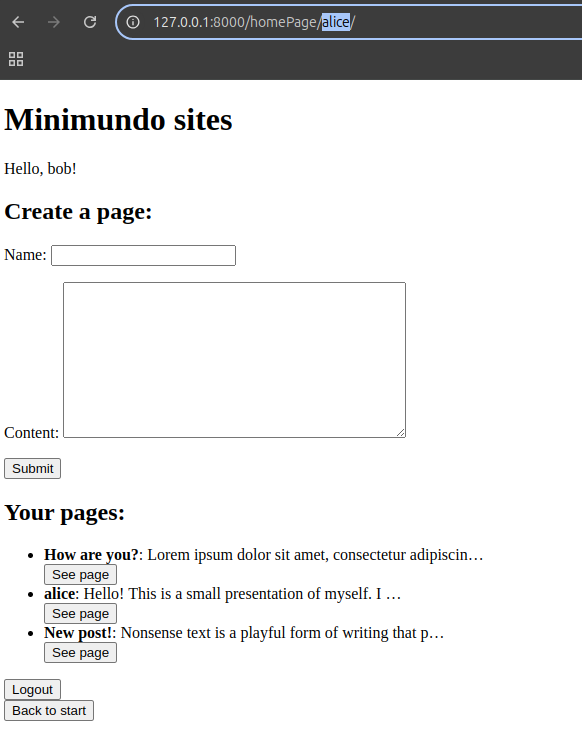 127.0.0.1:8000/homePage/alice/
Minimundo sites
Hello, bob!
Create a page:
Name:
Content:
Submit
Your pages:
How are you?: Lorem ipsum dolor sit amet, consectetur adipiscin…
See page
alice: Hello! This is a small presentation of myself. I …
See page
New post!: Nonsense text is a playful form of writing that p…
See page
Logout
Back to start